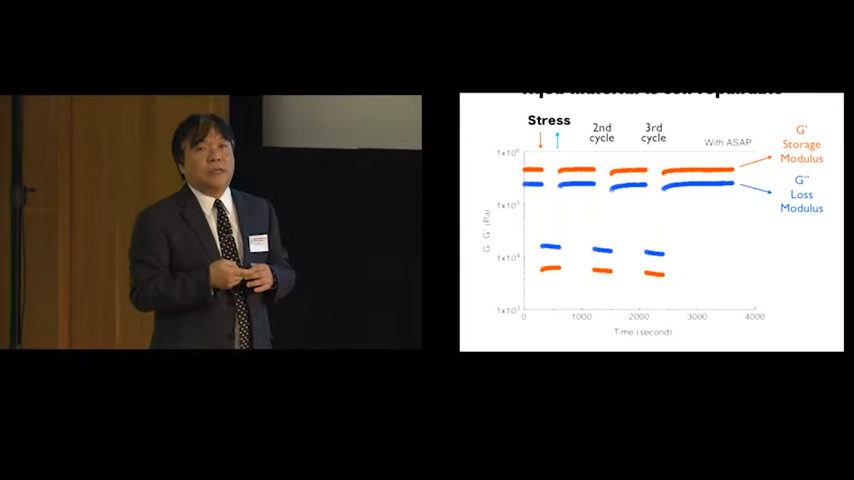 Stress
2nd
cycle
3rd
cycle
With ASAP
G'
Storage
Modulus
G''
Loss
Modulus
1x10⁶
1x10⁵
1x10⁴
1x10³
G' G'' (Pa)
0
1000
2000
3000
4000
Time (second)